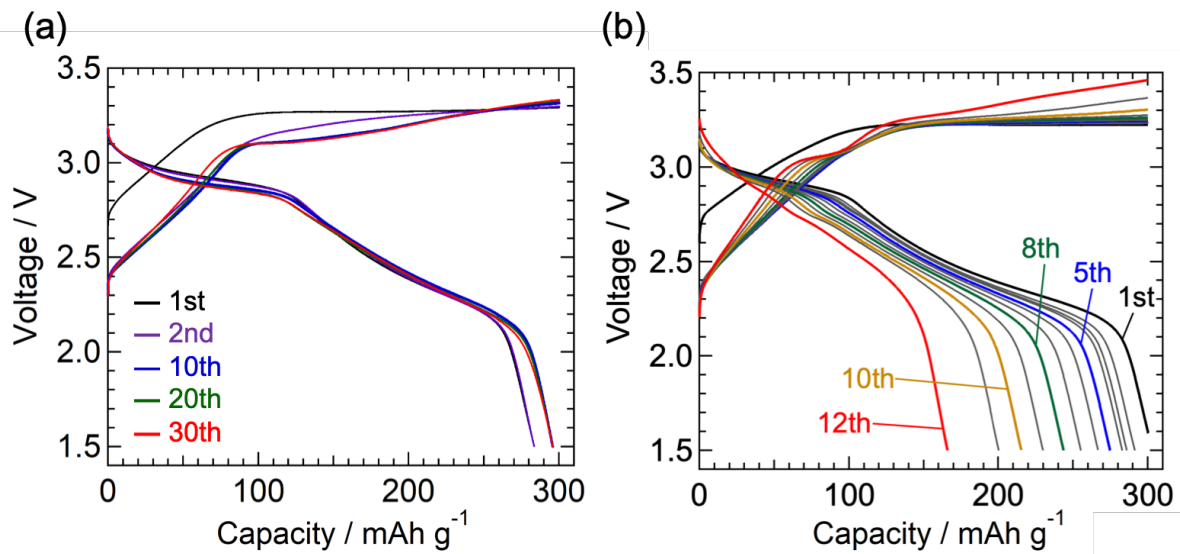 (a)
3.5
3.0
2.5
2.0
1.5
Voltage / V
1st
2nd
10th
20th
30th
0
100
200
300
Capacity / mAh g⁻¹
(b)
3.5
3.0
2.5
2.0
1.5
Voltage / V
8th
5th
1st
10th
12th
0
100
200
300
Capacity / mAh g⁻¹